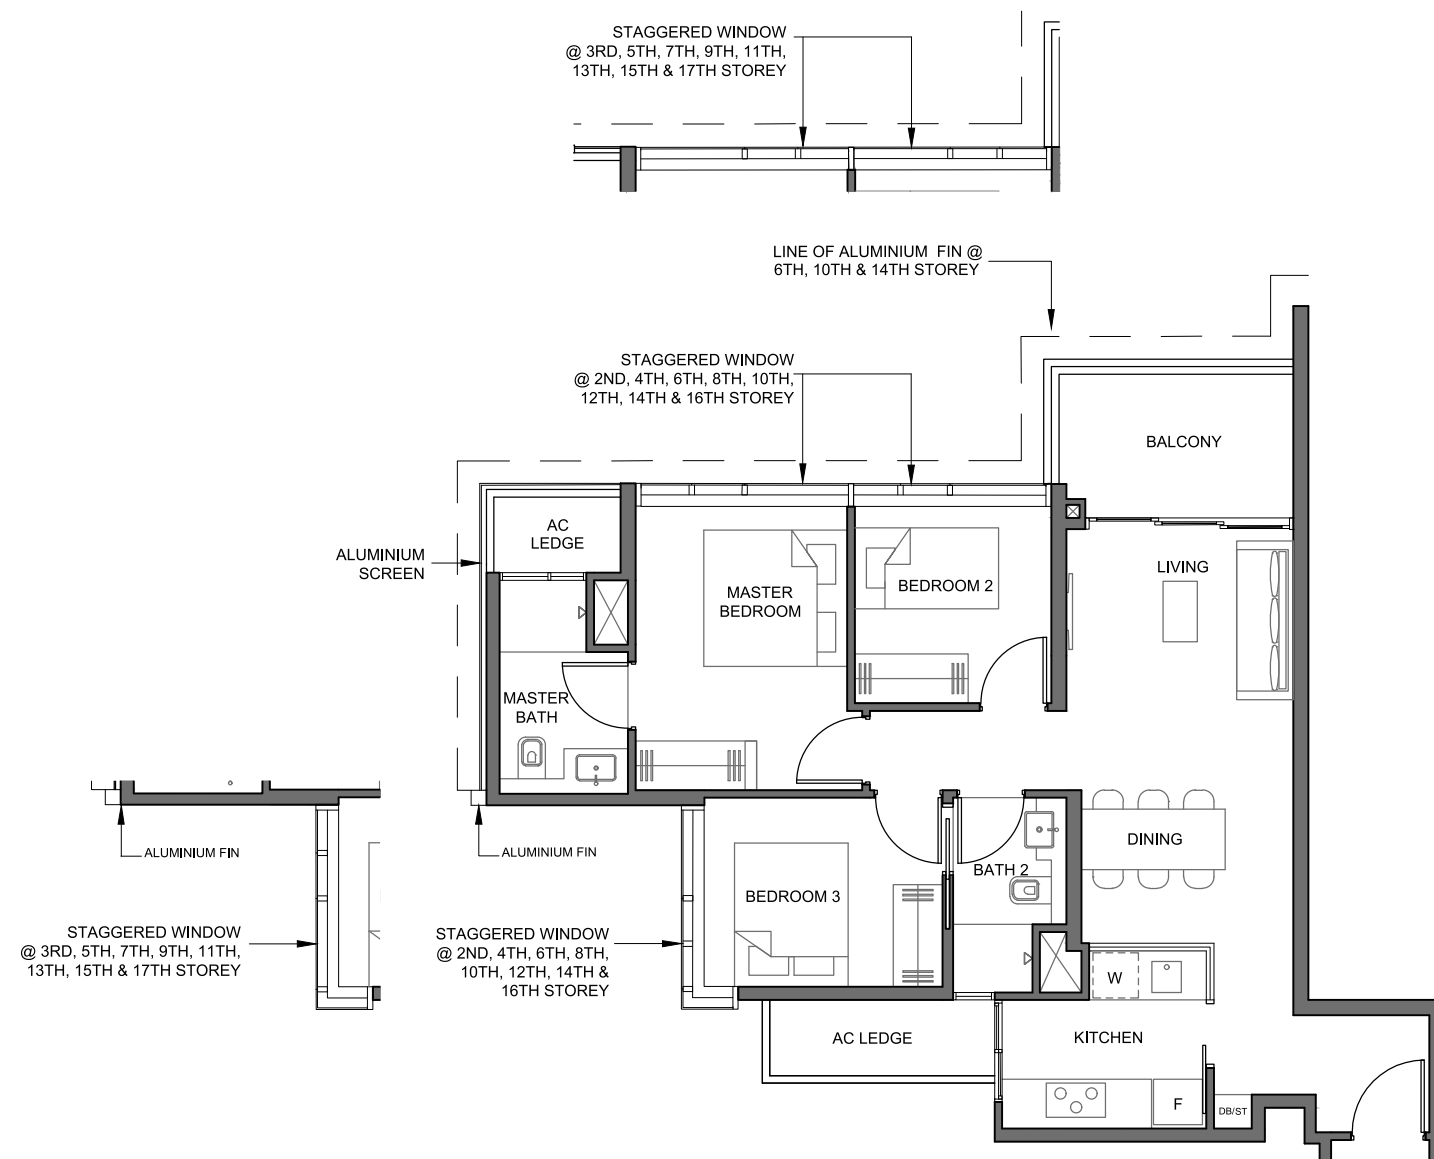 STAGGERED WINDOW
@ 3RD, 5TH, 7TH, 9TH, 11TH,
13TH, 15TH & 17TH STOREY
LINE OF ALUMINIUM FIN @
6TH, 10TH & 14TH STOREY
STAGGERED WINDOW
@ 2ND, 4TH, 6TH, 8TH, 10TH,
12TH, 14TH & 16TH STOREY
BALCONY
AC
LEDGE
ALUMINIUM
SCREEN
MASTER
BEDROOM
BEDROOM 2
LIVING
MASTER
BATH
DINING
ALUMINIUM FIN
ALUMINIUM FIN
BATH 2
BEDROOM 3
STAGGERED WINDOW
@ 3RD, 5TH, 7TH, 9TH, 11TH,
13TH, 15TH & 17TH STOREY
STAGGERED WINDOW
@ 2ND, 4TH, 6TH, 8TH,
10TH, 12TH, 14TH &
16TH STOREY
W
AC LEDGE
KITCHEN
F
DB/ST